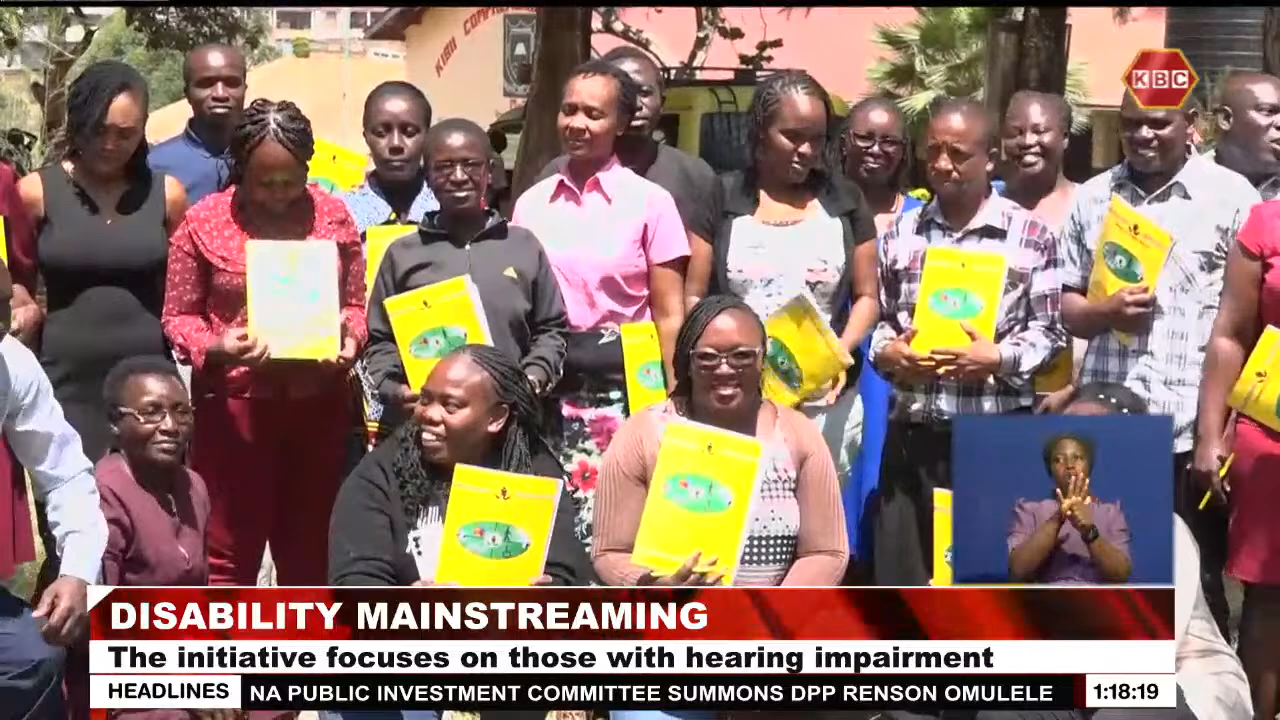 KBC
DISABILITY MAINSTREAMING
The initiative focuses on those with hearing impairment
HEADLINES
NA PUBLIC INVESTMENT COMMITTEE SUMMONS DPP RENSON OMULELE
1:18:19